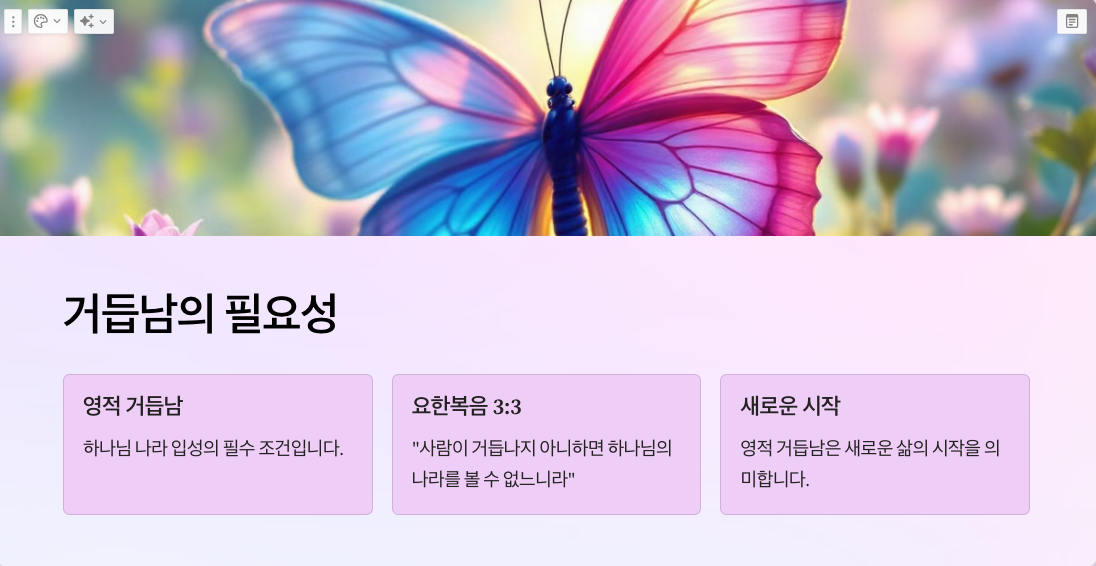 거듭남의 필요성
영적 거듭남
하나님 나라 입성의 필수 조건입니다.
요한복음 3:3
"사람이 거듭나지 아니하면 하나님의
나라를 볼 수 없느니라"
새로운 시작
영적 거듭남은 새로운 삶의 시작을 의
미합니다.